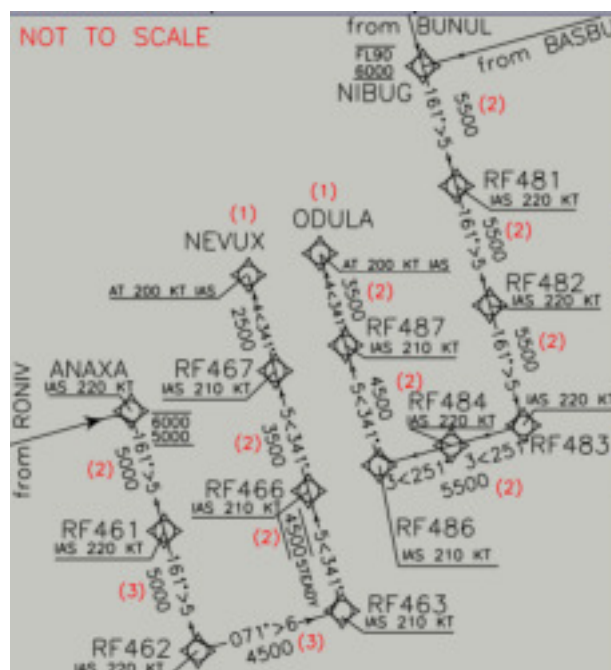 NOT TO SCALE
from BUNUL
from BASBU
FL90
6000
NIBUG
161°>5
5500
(2)
RF481
IAS 220 KT
161°>5
5500
(2)
RF482
IAS 220 KT
161°>5
5500
(2)
IAS 220 KT
RF483
3<251°
RF484
IAS 220 KT
3<251°
5500
(2)
RF486
IAS 210 KT
5<341°
4500
(2)
RF487
IAS 210 KT
4<341°
3500
(2)
(1)
ODULA
AT 200 KT IAS
(1)
NEVUX
AT 200 KT IAS
4<341°
2500
RF467
IAS 210 KT
5<341°
3500
(2)
RF466
IAS 210 KT
5<341°
4500 STEADY
(2)
RF463
IAS 210 KT
071°>6
4500
(3)
ANAXA
IAS 220 KT
6000
5000
from RONIV
161°>5
5000
(2)
RF461
IAS 220 KT
161°>5
5000
(3)
RF462
IAS 220 KT